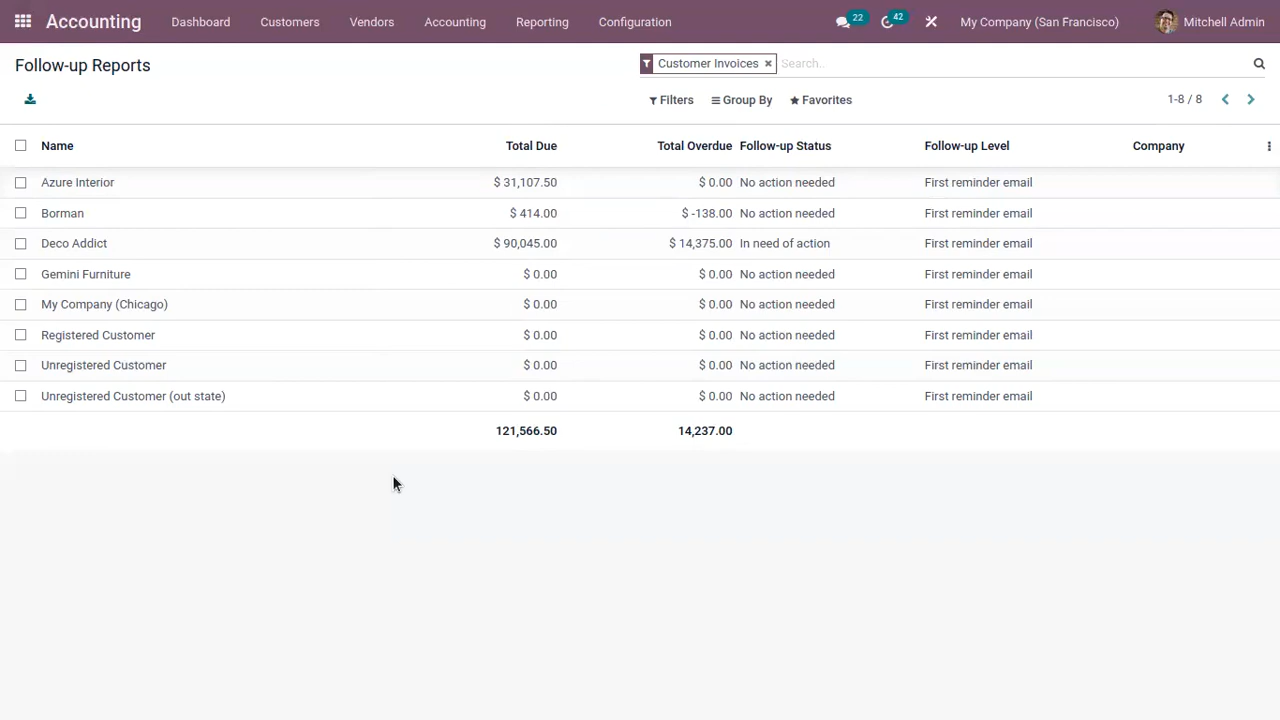 Accounting Dashboard Customers Vendors Accounting Reporting Configuration 22 42 My Company (San Francisco) Mitchell Admin
Follow-up Reports Customer Invoices × Search..
Filters Group By Favorites 1-8 / 8
Name Total Due Total Overdue Follow-up Status Follow-up Level Company
Azure Interior $ 31,107.50 $ 0.00 No action needed First reminder email
Borman $ 414.00 $ -138.00 No action needed First reminder email
Deco Addict $ 90,045.00 $ 14,375.00 In need of action First reminder email
Gemini Furniture $ 0.00 $ 0.00 No action needed First reminder email
My Company (Chicago) $ 0.00 $ 0.00 No action needed First reminder email
Registered Customer $ 0.00 $ 0.00 No action needed First reminder email
Unregistered Customer $ 0.00 $ 0.00 No action needed First reminder email
Unregistered Customer (out state) $ 0.00 $ 0.00 No action needed First reminder email
121,566.50 14,237.00